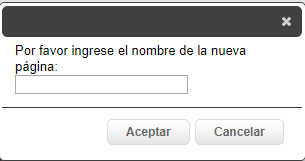 Por favor ingrese el nombre de la nueva
página:
Aceptar
Cancelar